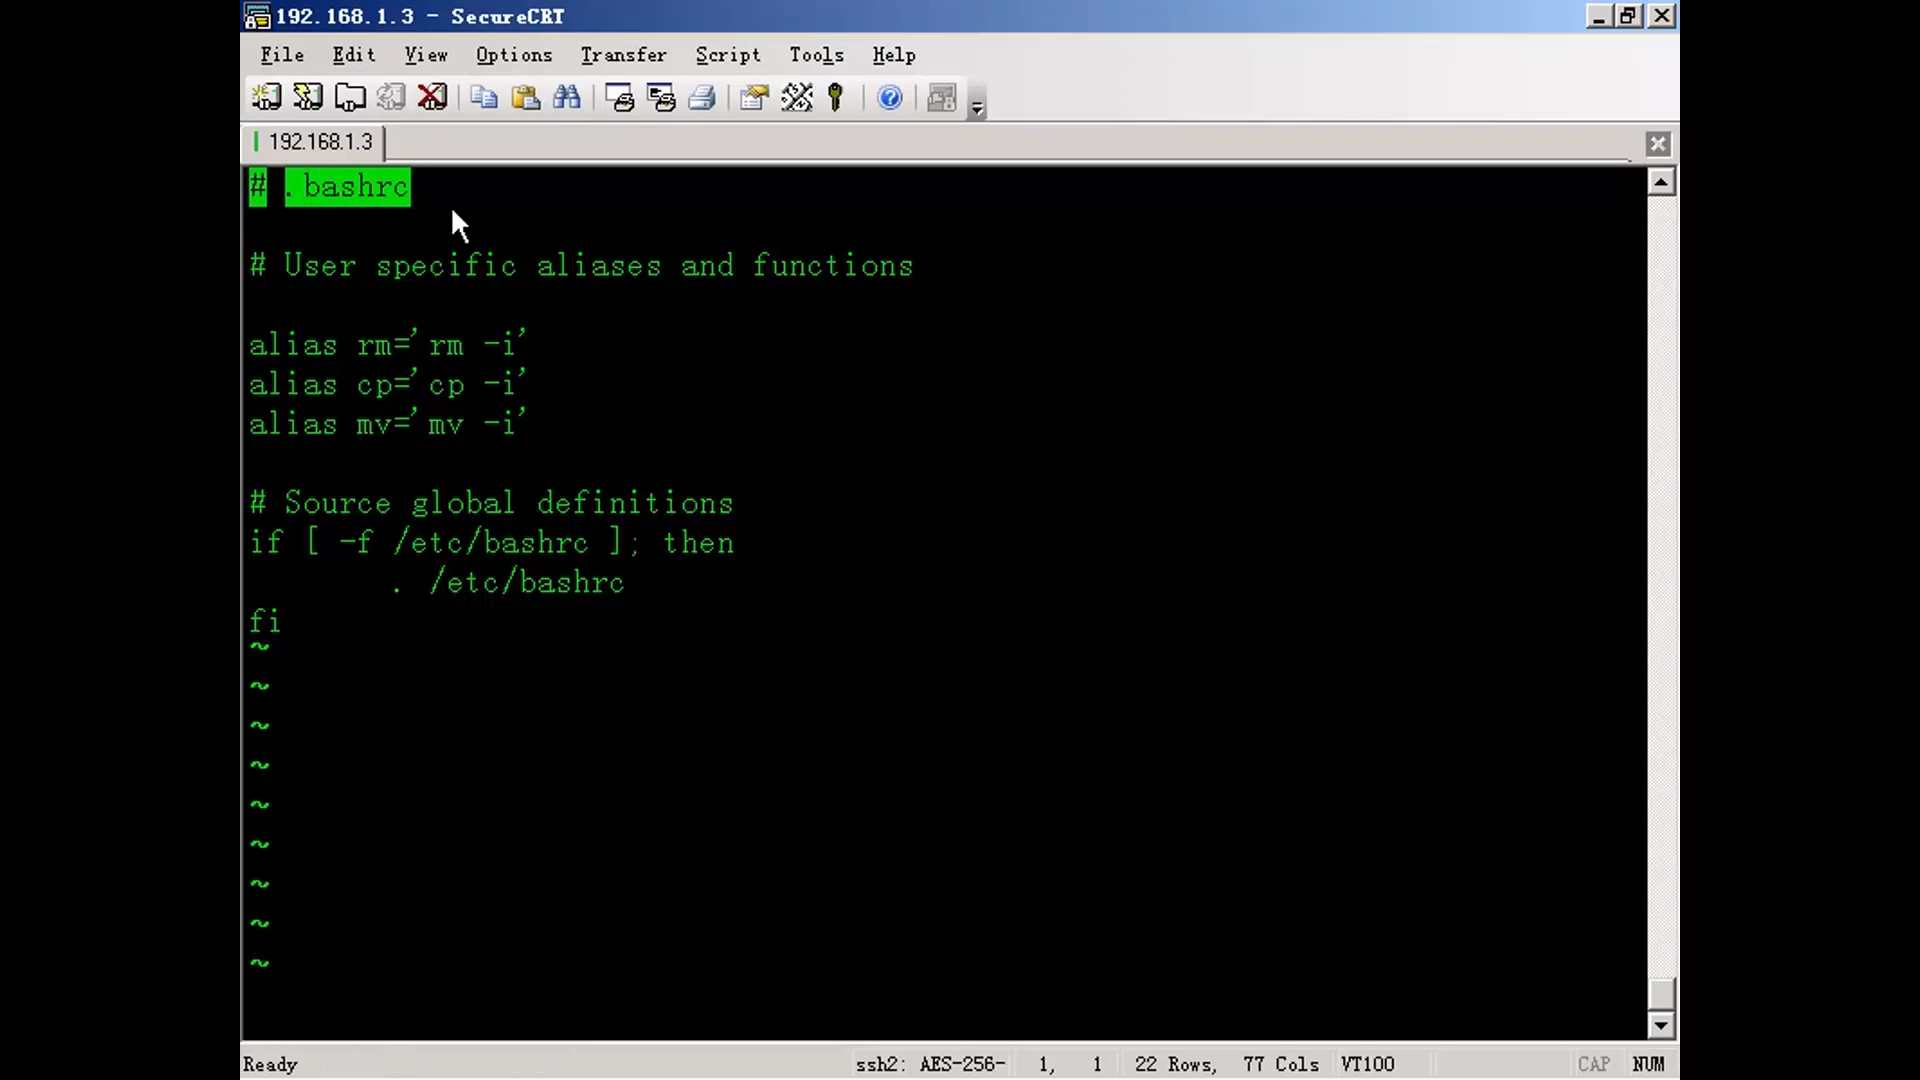 192.168.1.3 - SecureCRT
File Edit View Options Transfer Script Tools Help
192.168.1.3
# .bashrc
# User specific aliases and functions
alias rm='rm -i'
alias cp='cp -i'
alias mv='mv -i'
# Source global definitions
if [ -f /etc/bashrc ]; then
. /etc/bashrc
fi
~
~
~
~
~
~
~
~
~
Ready ssh2: AES-256- 1, 1 22 Rows, 77 Cols VT100 CAP NUM